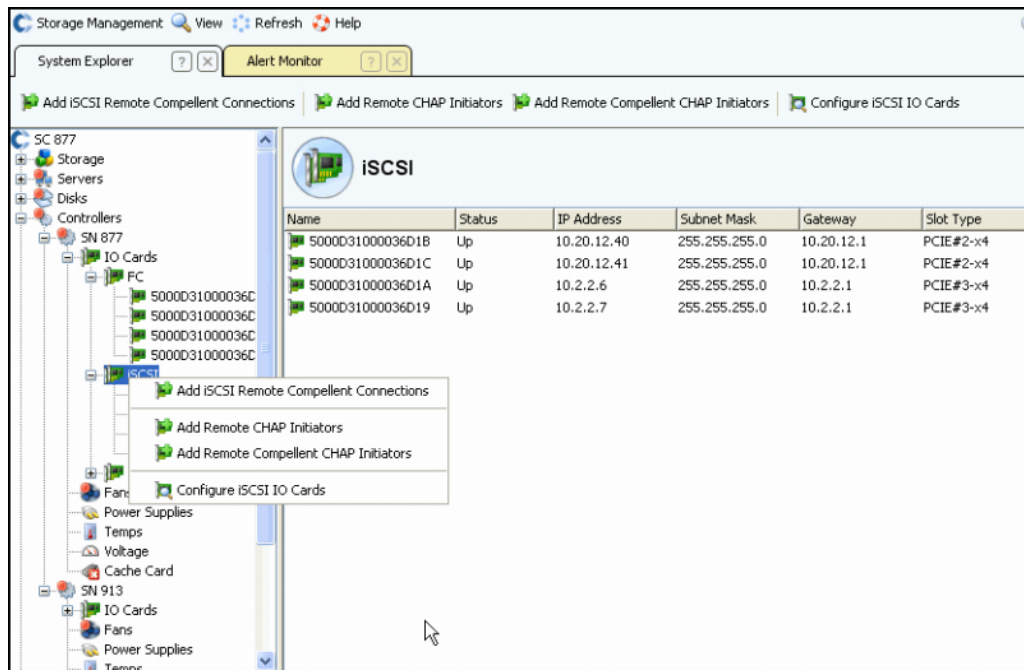 Storage Management View Refresh Help
System Explorer ? Alert Monitor ?
Add iSCSI Remote Compellent Connections Add Remote CHAP Initiators Add Remote Compellent CHAP Initiators Configure iSCSI IO Cards
SC 877
Storage
Servers
Disks
Controllers
SN 877
IO Cards
FC
5000D31000036D
5000D31000036D
5000D31000036D
5000D31000036D
iSCSI
Add iSCSI Remote Compellent Connections
Add Remote CHAP Initiators
Add Remote Compellent CHAP Initiators
Configure iSCSI IO Cards
Fans
Power Supplies
Temps
Voltage
Cache Card
SN 913
IO Cards
Fans
Power Supplies
Temps
iSCSI
Name Status IP Address Subnet Mask Gateway Slot Type
5000D31000036D1B Up 10.20.12.40 255.255.255.0 10.20.12.1 PCIE#2-x4
5000D31000036D1C Up 10.20.12.41 255.255.255.0 10.20.12.1 PCIE#2-x4
5000D31000036D1A Up 10.2.2.6 255.255.255.0 10.2.2.1 PCIE#3-x4
5000D31000036D19 Up 10.2.2.7 255.255.255.0 10.2.2.1 PCIE#3-x4